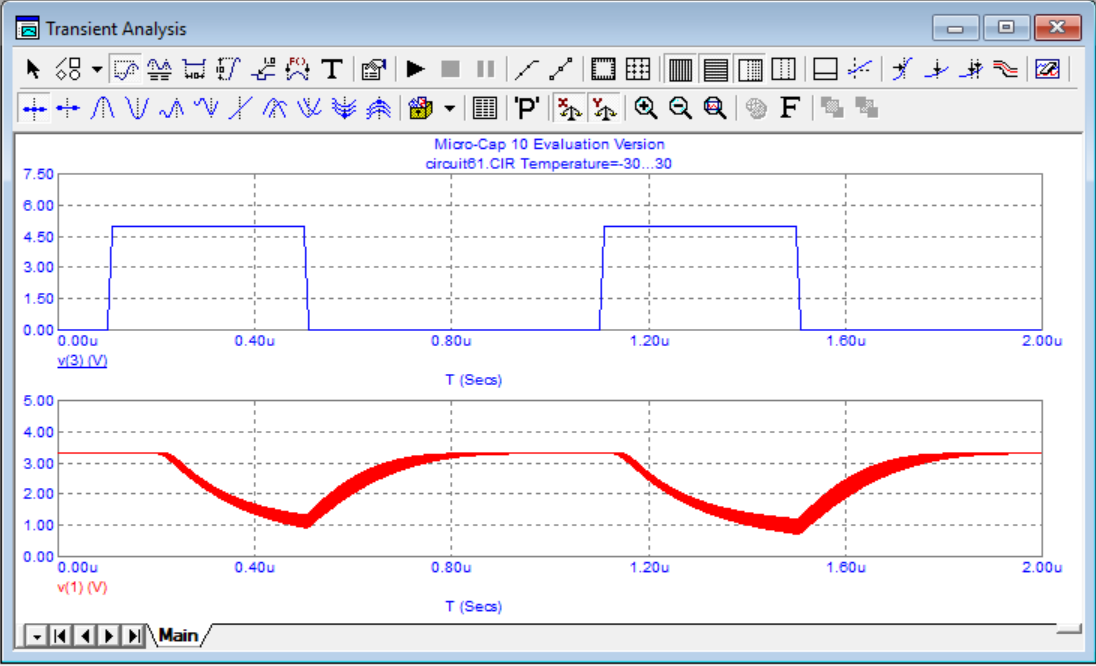 Transient Analysis
T
'P' X Y F
Micro-Cap 10 Evaluation Version
circuit61.CIR Temperature=-30...30
7.50
6.00
4.50
3.00
1.50
0.00
0.00u 0.40u 0.80u 1.20u 1.60u 2.00u
v(3) (V)
T (Secs)
5.00
4.00
3.00
2.00
1.00
0.00
0.00u 0.40u 0.80u 1.20u 1.60u 2.00u
v(1) (V)
T (Secs)
Main